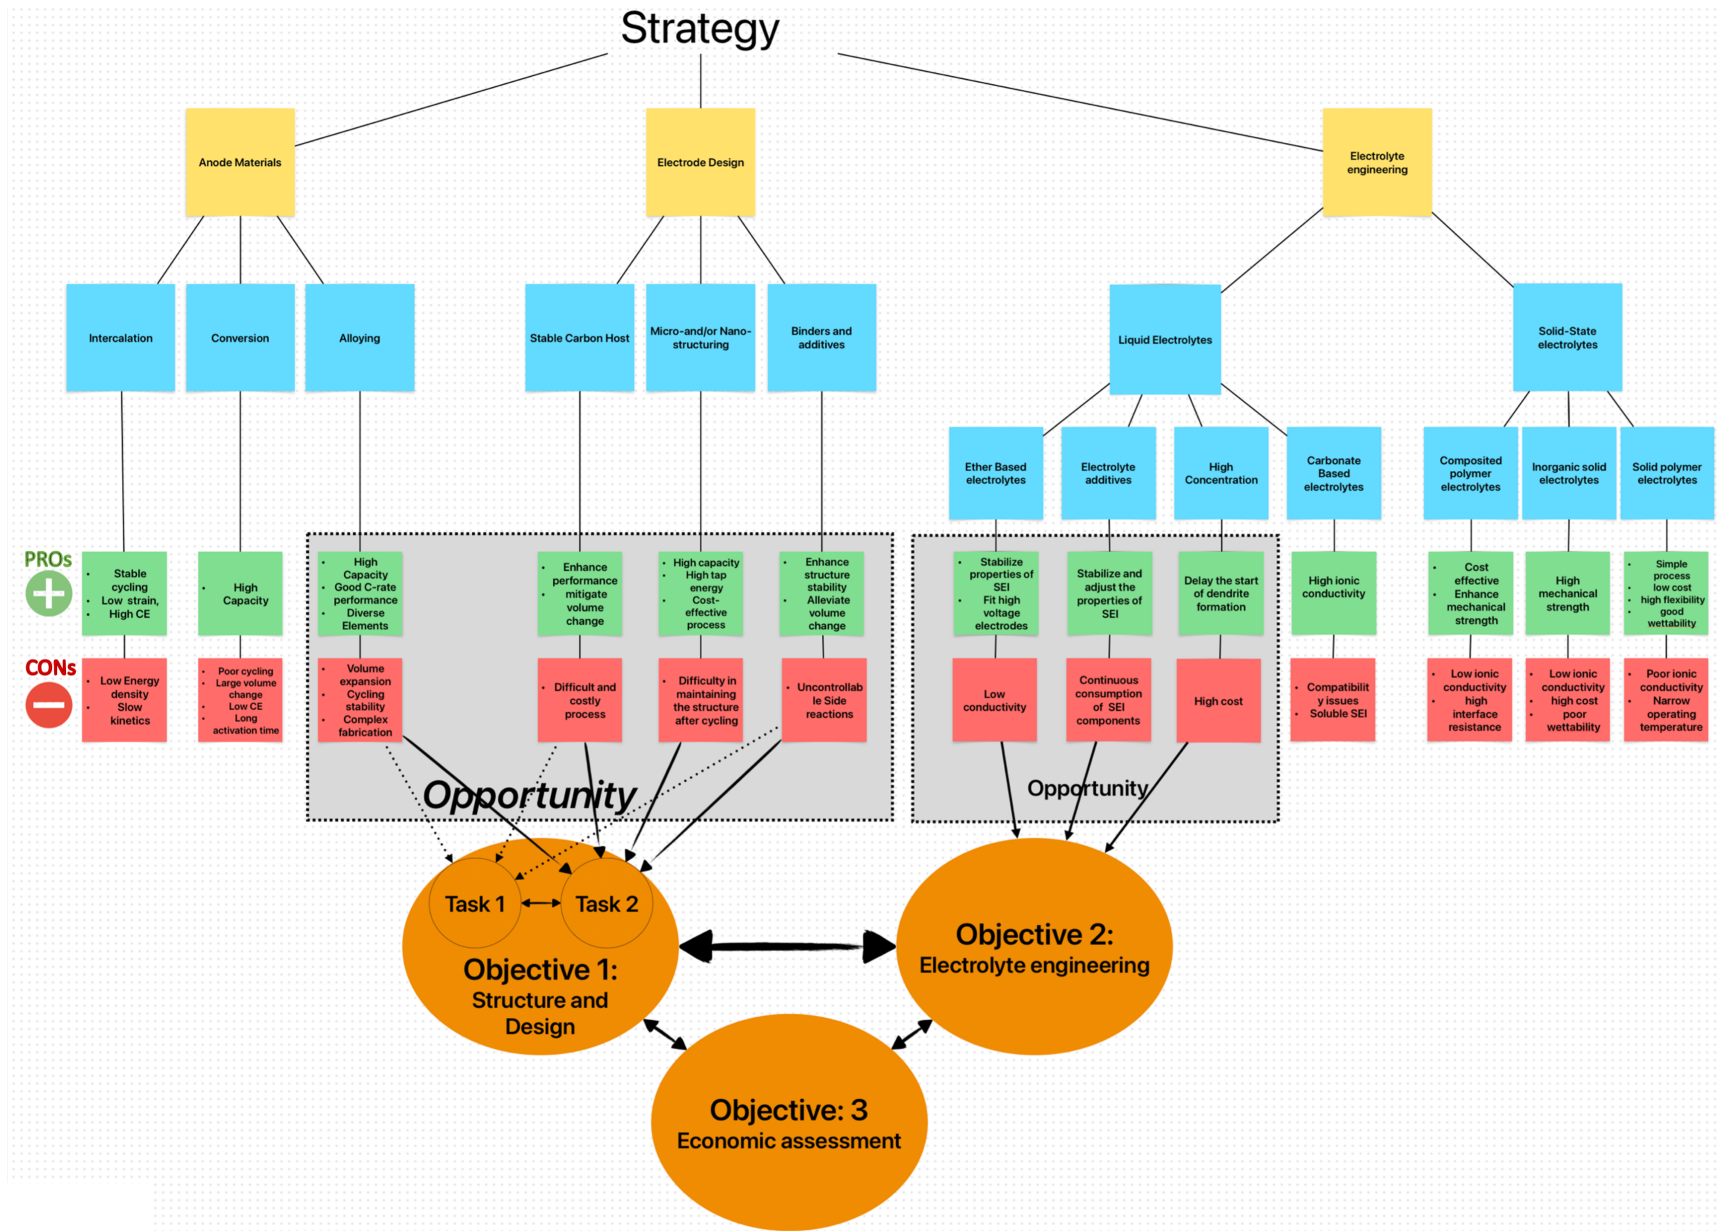 Strategy
Anode Materials
Electrode Design
Electrolyte
engineering
Intercalation
Conversion
Alloying
Stable Carbon Host
Micro-and/or Nano-
structuring
Binders and
additives
Liquid Electrolytes
Solid-State
electrolytes
Ether Based
electrolytes
Electrolyte
additives
High
Concentration
Carbonate
Based
electrolytes
Composited
polymer
electrolytes
Inorganic solid
electrolytes
Solid polymer
electrolytes
PROs
• Stable
cycling
• Low strain,
• High CE
• High
Capacity
• High
Capacity
• Good C-rate
performance
• Diverse
Elements
• Enhance
performance
• mitigate
volume
change
• High capacity
• High tap
energy
• Cost-
effective
process
• Enhance
structure
stability
• Alleviate
volume
change
• Stabilize
properties of
SEI
• Fit high
voltage
electrodes
Stabilize and
adjust the
properties of
SEI
Delay the start
of dendrite
formation
High ionic
conductivity
• Cost
effective
• Enhance
mechanical
strength
High
mechanical
strength
• Simple
process
• low cost
• high flexibility
• good
wettability
CONs
• Low Energy
density
• Slow
kinetics
• Poor cycling
• Large volume
change
• Low CE
• Long
activation time
• Volume
expansion
• Cycling
stability
• Complex
fabrication
• Difficult and
costly
process
• Difficulty in
maintaining
the structure
after cycling
• Uncontrollab
le Side
reactions
Low
conductivity
Continuous
consumption
of SEI
components
High cost
• Compatibilit
y issues
• Soluble SEI
• Low ionic
conductivity
• high
interface
resistance
• Low ionic
conductivity
• high cost
• poor
wettability
• Poor ionic
conductivity
• Narrow
operating
temperature
Opportunity
Opportunity
Task 1
Task 2
Objective 1:
Structure and
Design
Objective 2:
Electrolyte engineering
Objective: 3
Economic assessment